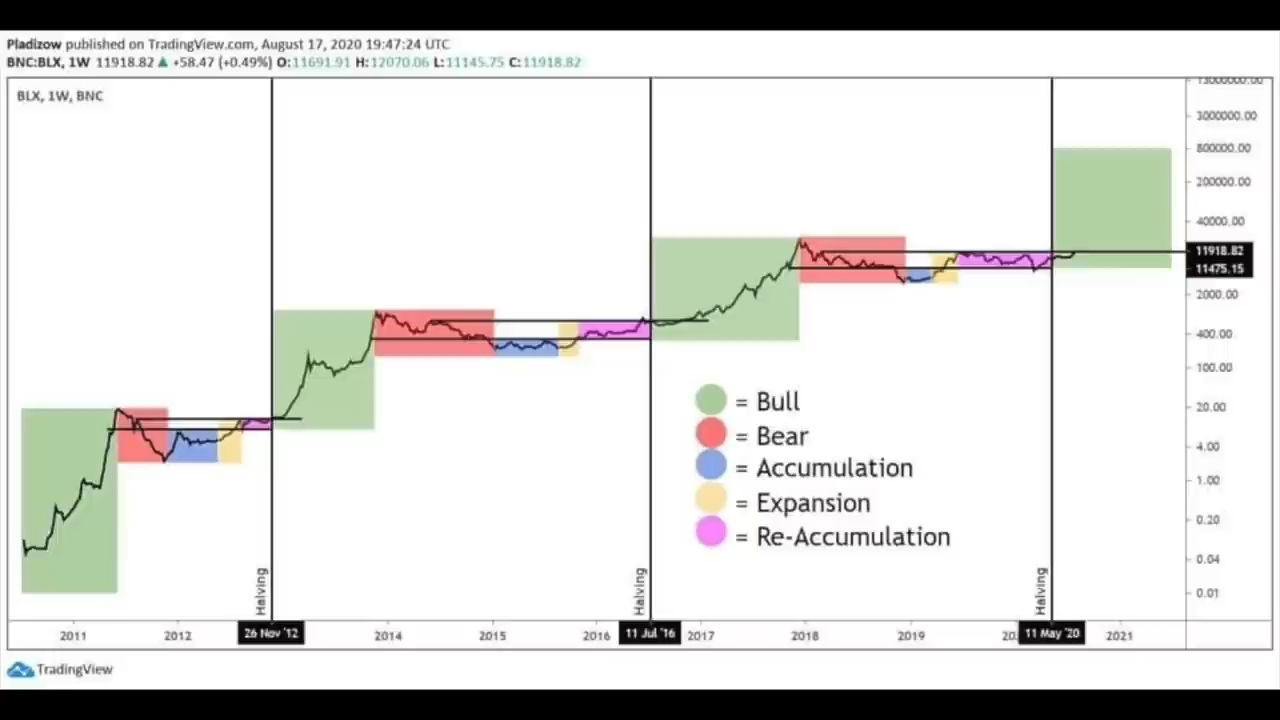 Pladizow published on TradingView.com, August 17, 2020 19:47:24 UTC
BNC:BLX, 1W 11918.82 ▲ +58.47 (+0.49%) O:11691.91 H:12070.06 L:11145.75 C:11918.82
BLX, 1W, BNC
3000000.00
800000.00
200000.00
40000.00
11918.82
11475.15
2000.00
400.00
100.00
20.00
4.00
1.00
0.20
0.04
0.01
= Bull
= Bear
= Accumulation
= Expansion
= Re-Accumulation
Halving
Halving
Halving
2011 2012 26 Nov '12 2014 2015 2016 11 Jul '16 2017 2018 2019 11 May '20 2021
TradingView